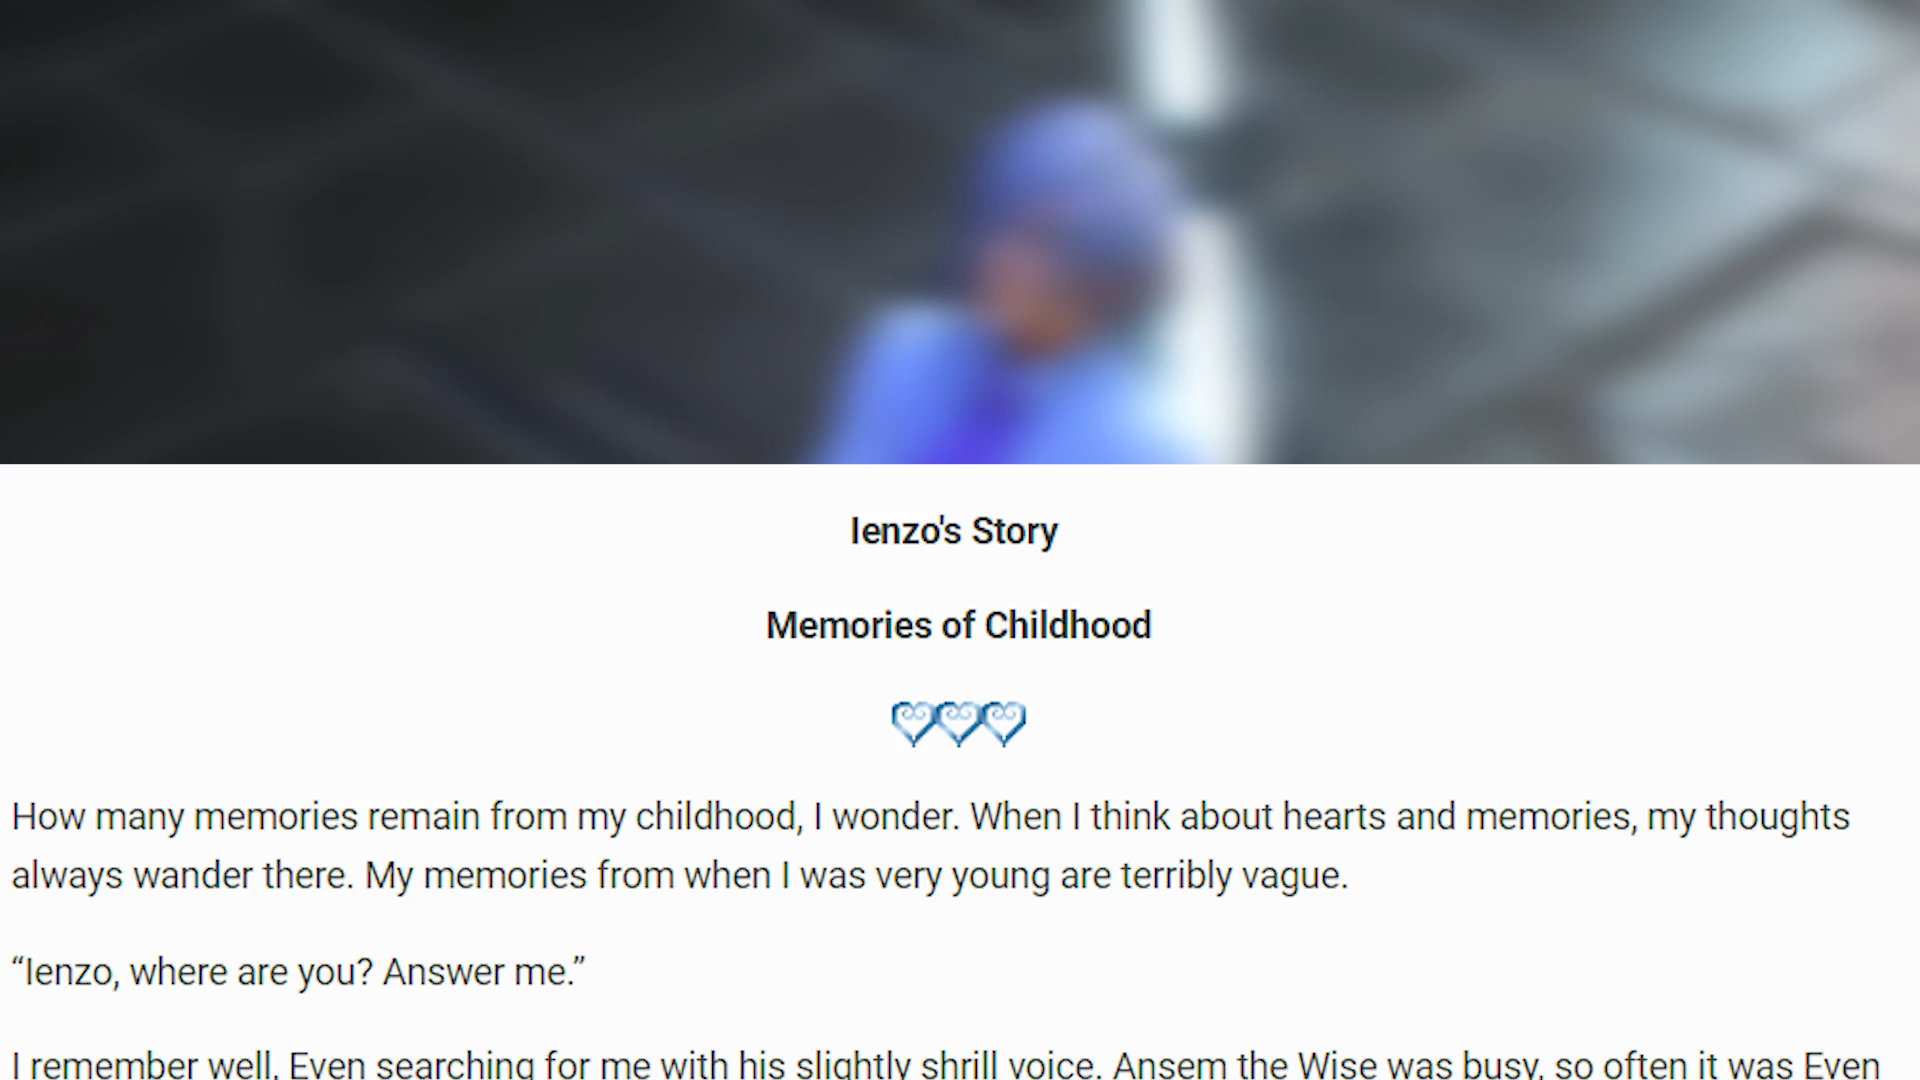 Ienzo's Story
Memories of Childhood
How many memories remain from my childhood, I wonder. When I think about hearts and memories, my thoughts
always wander there. My memories from when I was very young are terribly vague.
“Ienzo, where are you? Answer me.”
I remember well, Even searching for me with his slightly shrill voice. Ansem the Wise was busy, so often it was Even